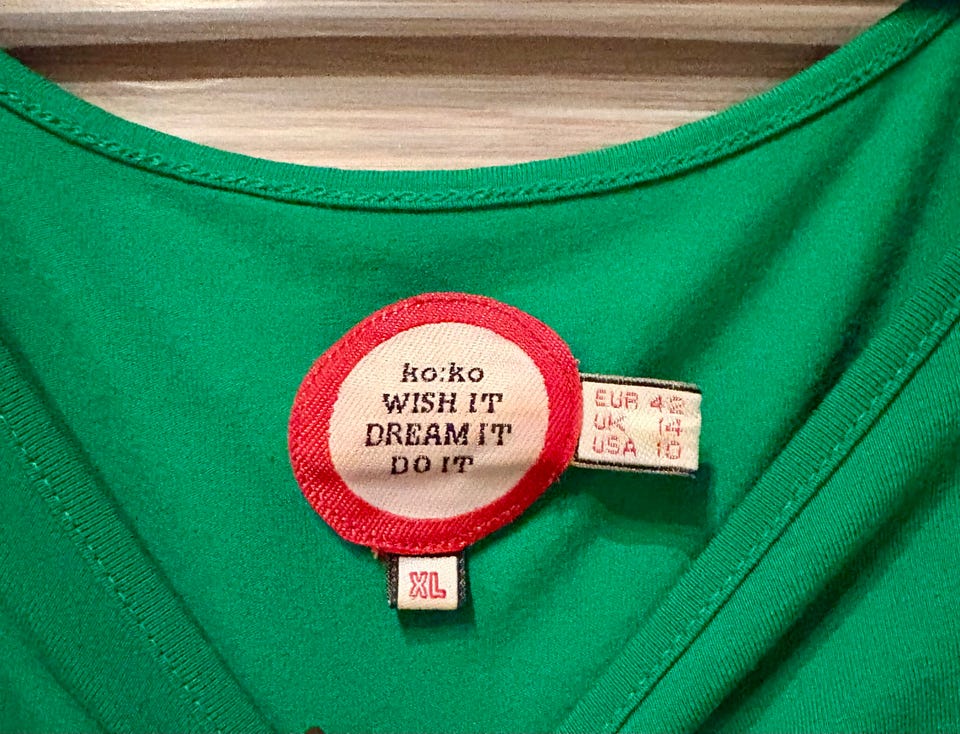 ko:ko
WISH IT
DREAM IT
DO IT
EUR 42
UK 14
USA 10
XL